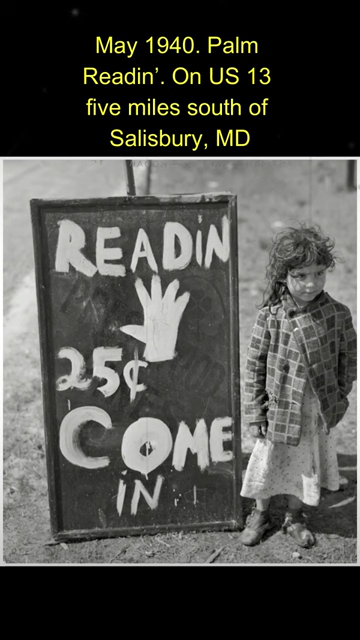 May 1940. Palm
Readin’. On US 13
five miles south of
Salisbury, MD
READiN
25¢
COME
iN